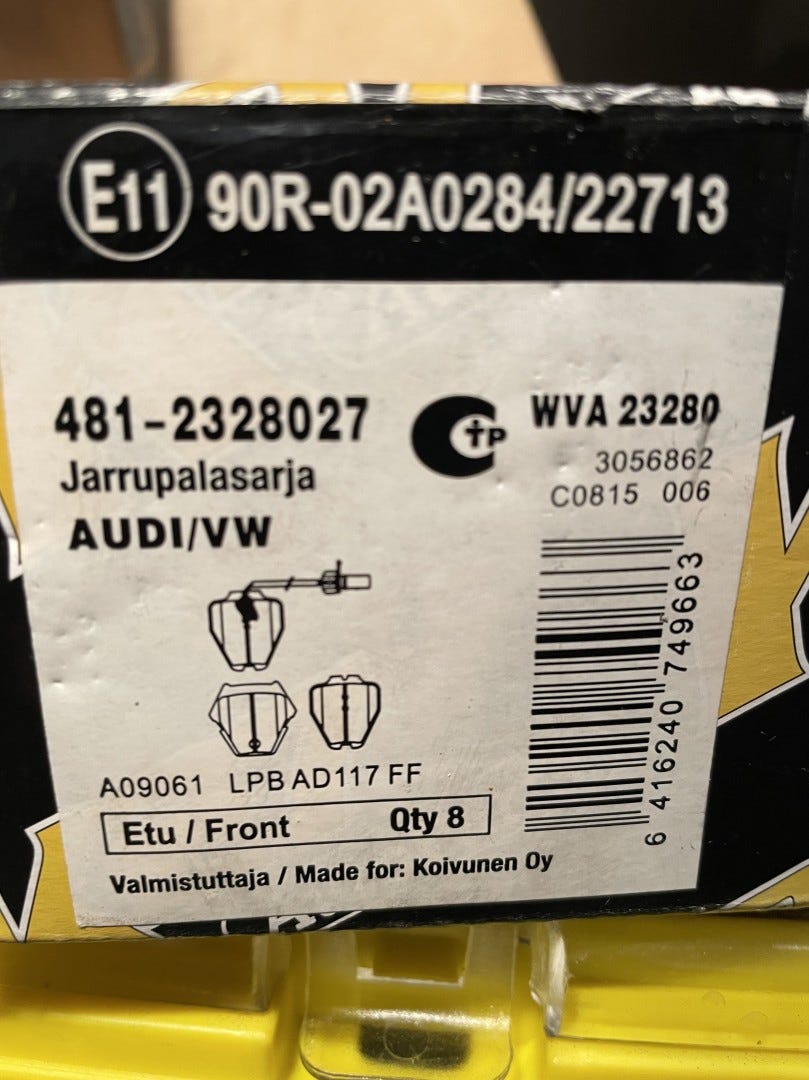 E11 90R-02A0284/22713
481-2328027
Jarrupalasarja
AUDI/VW
TP
WVA 23280
3056862
C0815 006
A09061 LPB AD117 FF
Etu / Front Qty 8
Valmistuttaja / Made for: Koivunen Oy
6 416240 749663